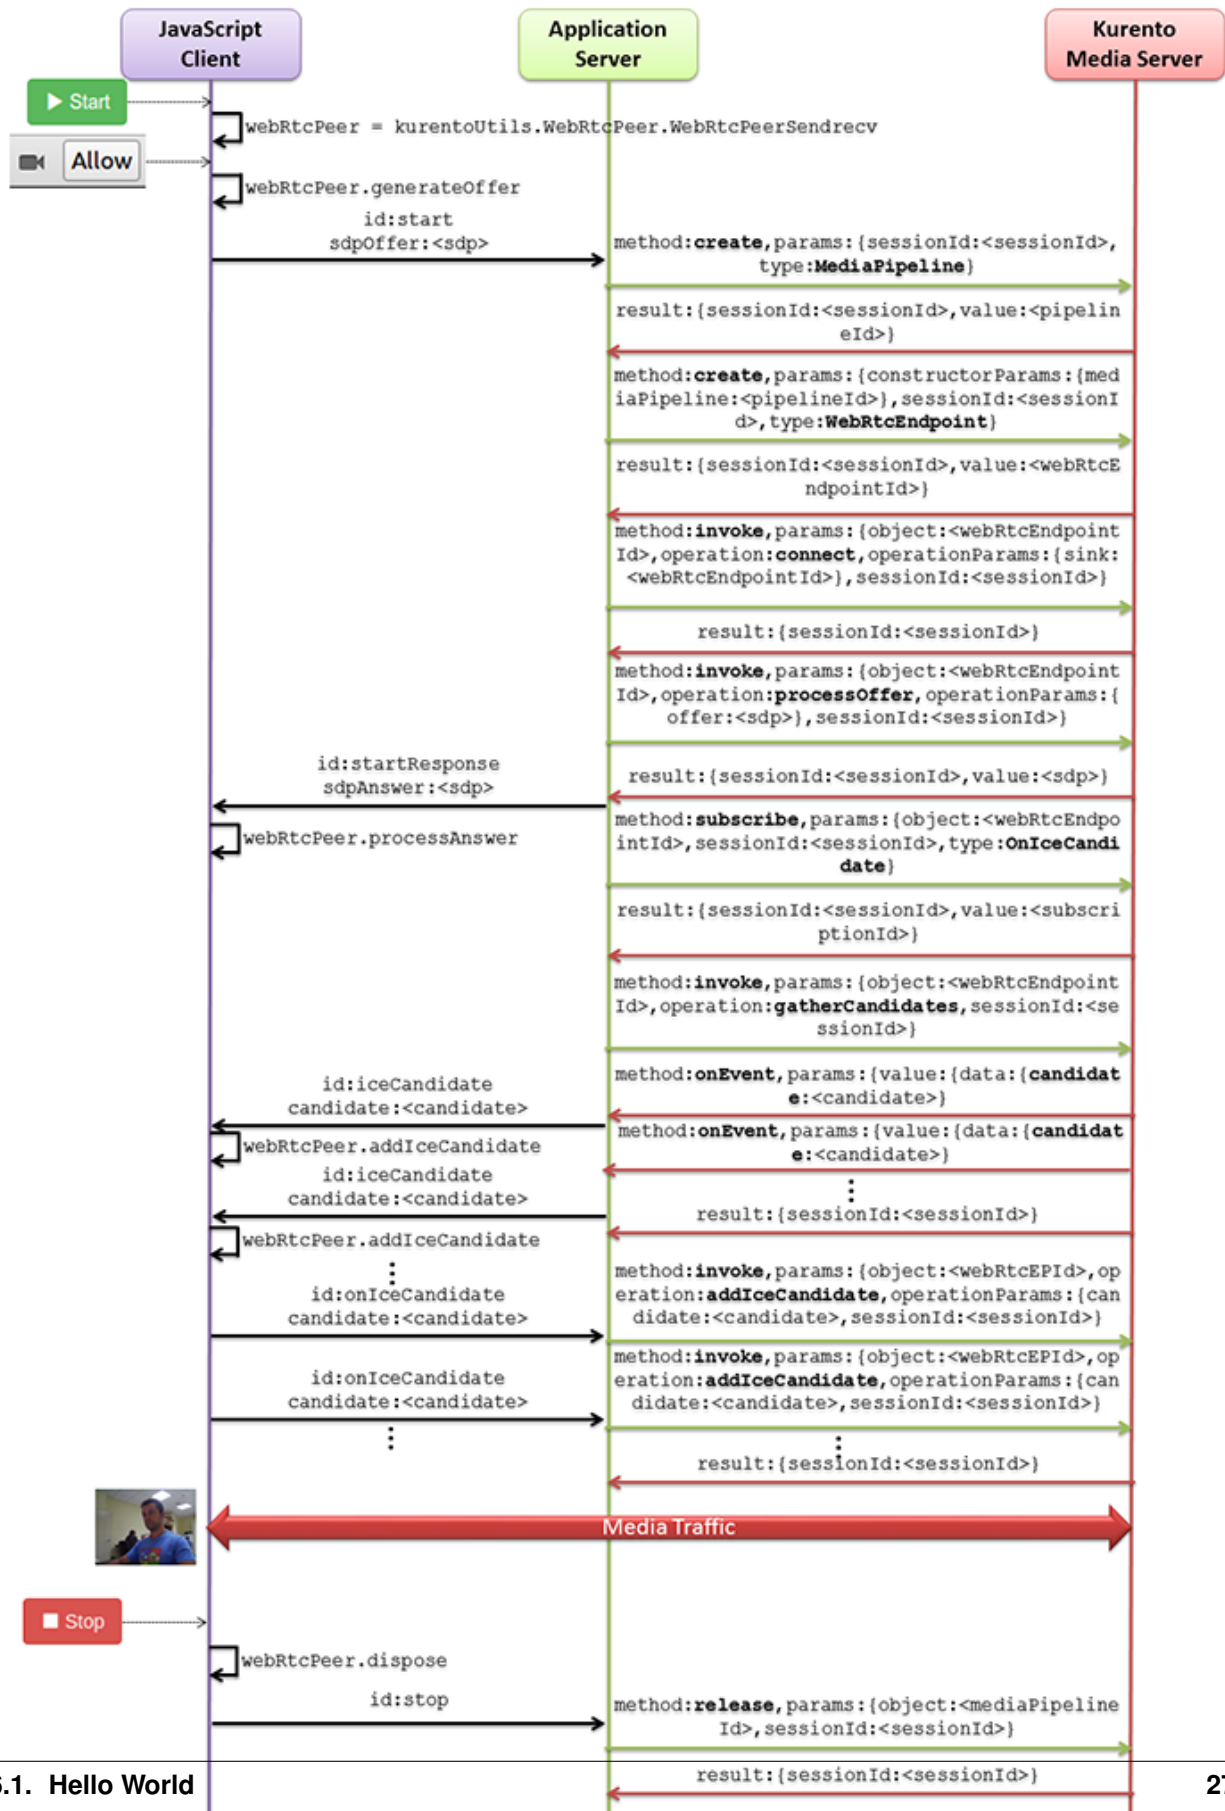 JavaScript
Client
Application
Server
Kurento
Media Server
Start
webRtcPeer = kurentoUtils.WebRtcPeer.WebRtcPeerSendrecv
Allow
webRtcPeer.generateOffer
id:start
sdpOffer:<sdp>
method:create,params:{sessionId:<sessionId>,
type:MediaPipeline}
result:{sessionId:<sessionId>,value:<pipelin
eId>}
method:create,params:{constructorParams:{med
iaPipeline:<pipelineId>},sessionId:<sessionI
d>,type:WebRtcEndpoint}
result:{sessionId:<sessionId>,value:<webRtcE
ndpointId>}
method:invoke,params:{object:<webRtcEndpoint
Id>,operation:connect,operationParams:{sink:
<webRtcEndpointId>},sessionId:<sessionId>}
result:{sessionId:<sessionId>}
method:invoke,params:{object:<webRtcEndpoint
Id>,operation:processOffer,operationParams:{
offer:<sdp>},sessionId:<sessionId>}
id:startResponse
sdpAnswer:<sdp>
result:{sessionId:<sessionId>,value:<sdp>}
webRtcPeer.processAnswer
method:subscribe,params:{object:<webRtcEndpo
intId>,sessionId:<sessionId>,type:OnIceCandi
date}
result:{sessionId:<sessionId>,value:<subscri
ptionId>}
method:invoke,params:{object:<webRtcEndpoint
Id>,operation:gatherCandidates,sessionId:<se
ssionId>}
id:iceCandidate
candidate:<candidate>
method:onEvent,params:{value:{data:{candidat
e:<candidate>}
webRtcPeer.addIceCandidate
method:onEvent,params:{value:{data:{candidat
e:<candidate>}
id:iceCandidate
candidate:<candidate>
result:{sessionId:<sessionId>}
webRtcPeer.addIceCandidate
id:onIceCandidate
candidate:<candidate>
method:invoke,params:{object:<webRtcEPId>,op
eration:addIceCandidate,operationParams:{can
didate:<candidate>,sessionId:<sessionId>}
id:onIceCandidate
candidate:<candidate>
method:invoke,params:{object:<webRtcEPId>,op
eration:addIceCandidate,operationParams:{can
didate:<candidate>,sessionId:<sessionId>}
result:{sessionId:<sessionId>}
Media Traffic
Stop
webRtcPeer.dispose
id:stop
method:release,params:{object:<mediaPipeline
Id>,sessionId:<sessionId>}
result:{sessionId:<sessionId>}
6.1. Hello World
27